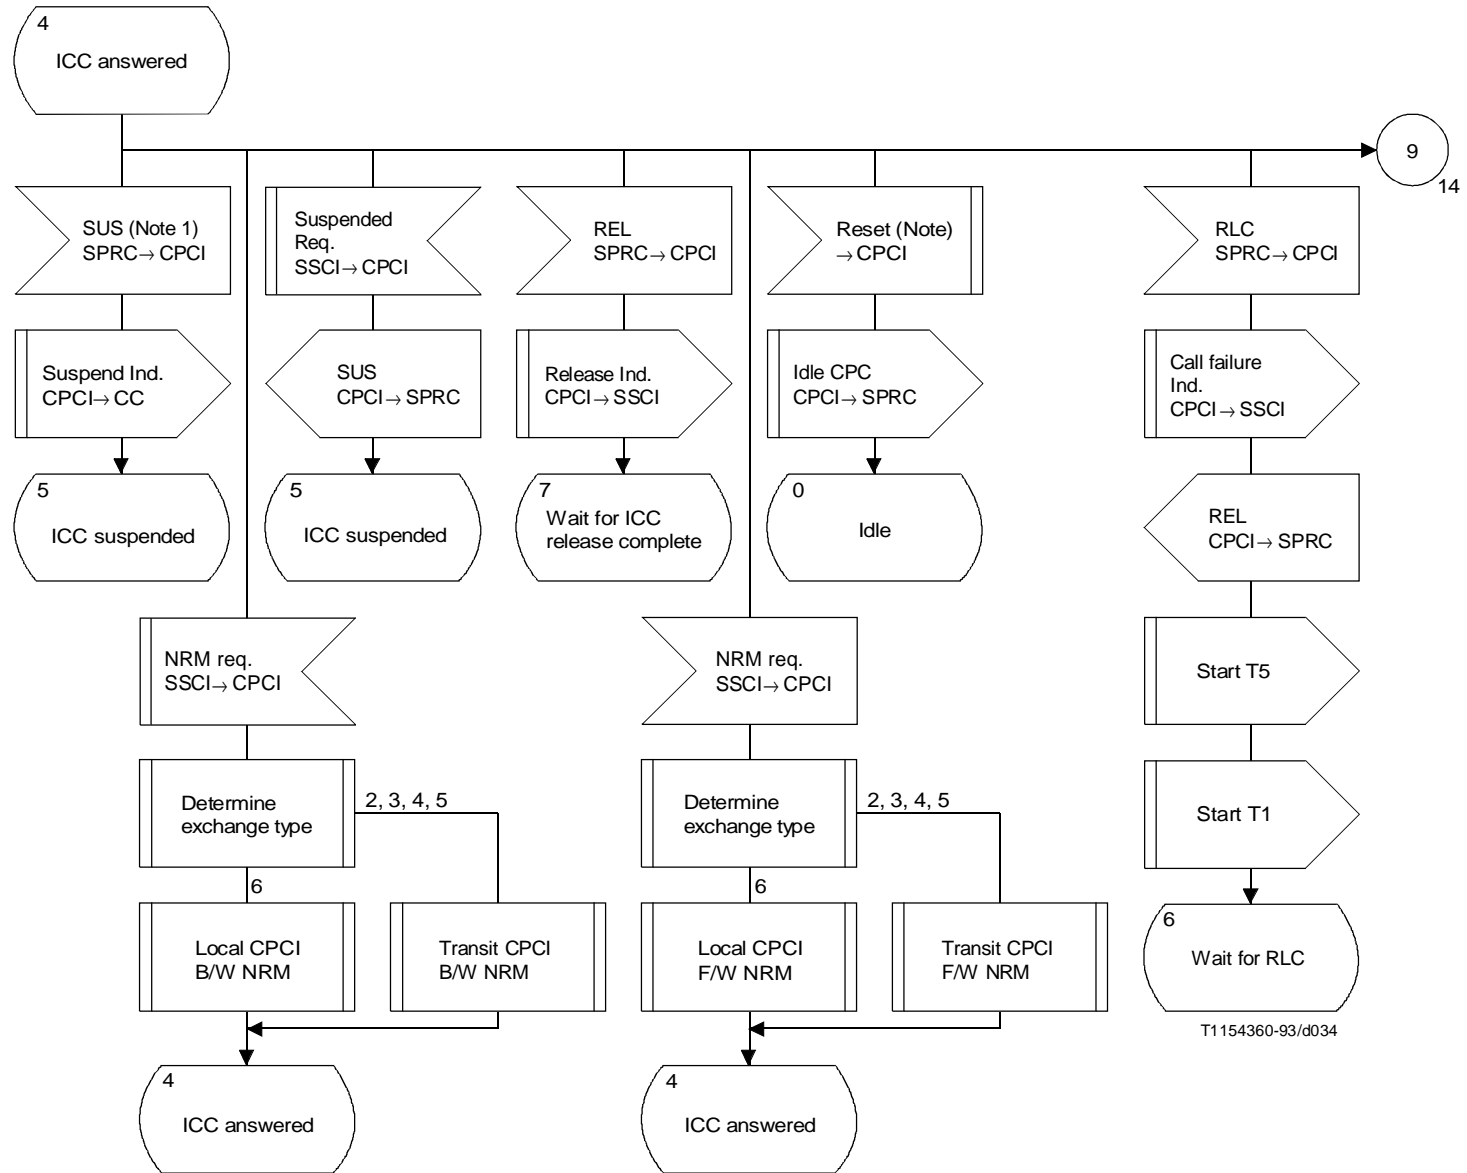 4
ICC answered
9
14
SUS (Note 1)
SPRC→CPCI
Suspended
Req.
SSCI→CPCI
REL
SPRC→CPCI
Reset (Note)
→CPCI
RLC
SPRC→CPCI
Suspend Ind.
CPCI→CC
SUS
CPCI→SPRC
Release Ind.
CPCI→SSCI
Idle CPC
CPCI→SPRC
Call failure
Ind.
CPCI→SSCI
5
ICC suspended
5
ICC suspended
7
Wait for ICC
release complete
0
Idle
REL
CPCI→SPRC
NRM req.
SSCI→CPCI
NRM req.
SSCI→CPCI
Start T5
Determine
exchange type
2, 3, 4, 5
Determine
exchange type
2, 3, 4, 5
Start T1
6
6
Local CPCI
B/W NRM
Transit CPCI
B/W NRM
Local CPCI
F/W NRM
Transit CPCI
F/W NRM
6
Wait for RLC
T1154360-93/d034
4
ICC answered
4
ICC answered